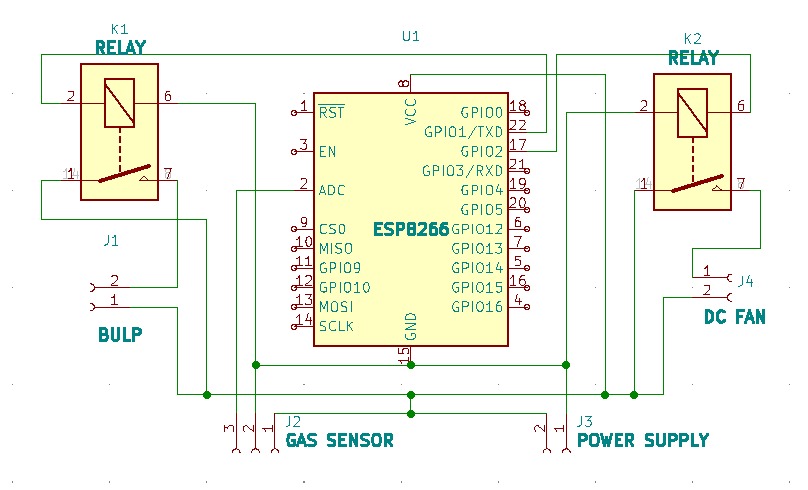 K1
RELAY
U1
K2
RELAY
2
6
14
7
8
VCC
1
RST
3
EN
2
ADC
9
CS0
10
MISO
11
GPIO9
12
GPIO10
13
MOSI
14
SCLK
ESP8266
GPIO0
18
GPIO1/TXD
22
GPIO2
17
GPIO3/RXD
21
GPIO4
19
GPIO5
20
GPIO12
6
GPIO13
7
GPIO14
5
GPIO15
16
GPIO16
4
GND
15
2
6
14
7
J1
2
1
BULP
1
2
J4
DC FAN
3
2
1
J2
GAS SENSOR
2
1
J3
POWER SUPPLY